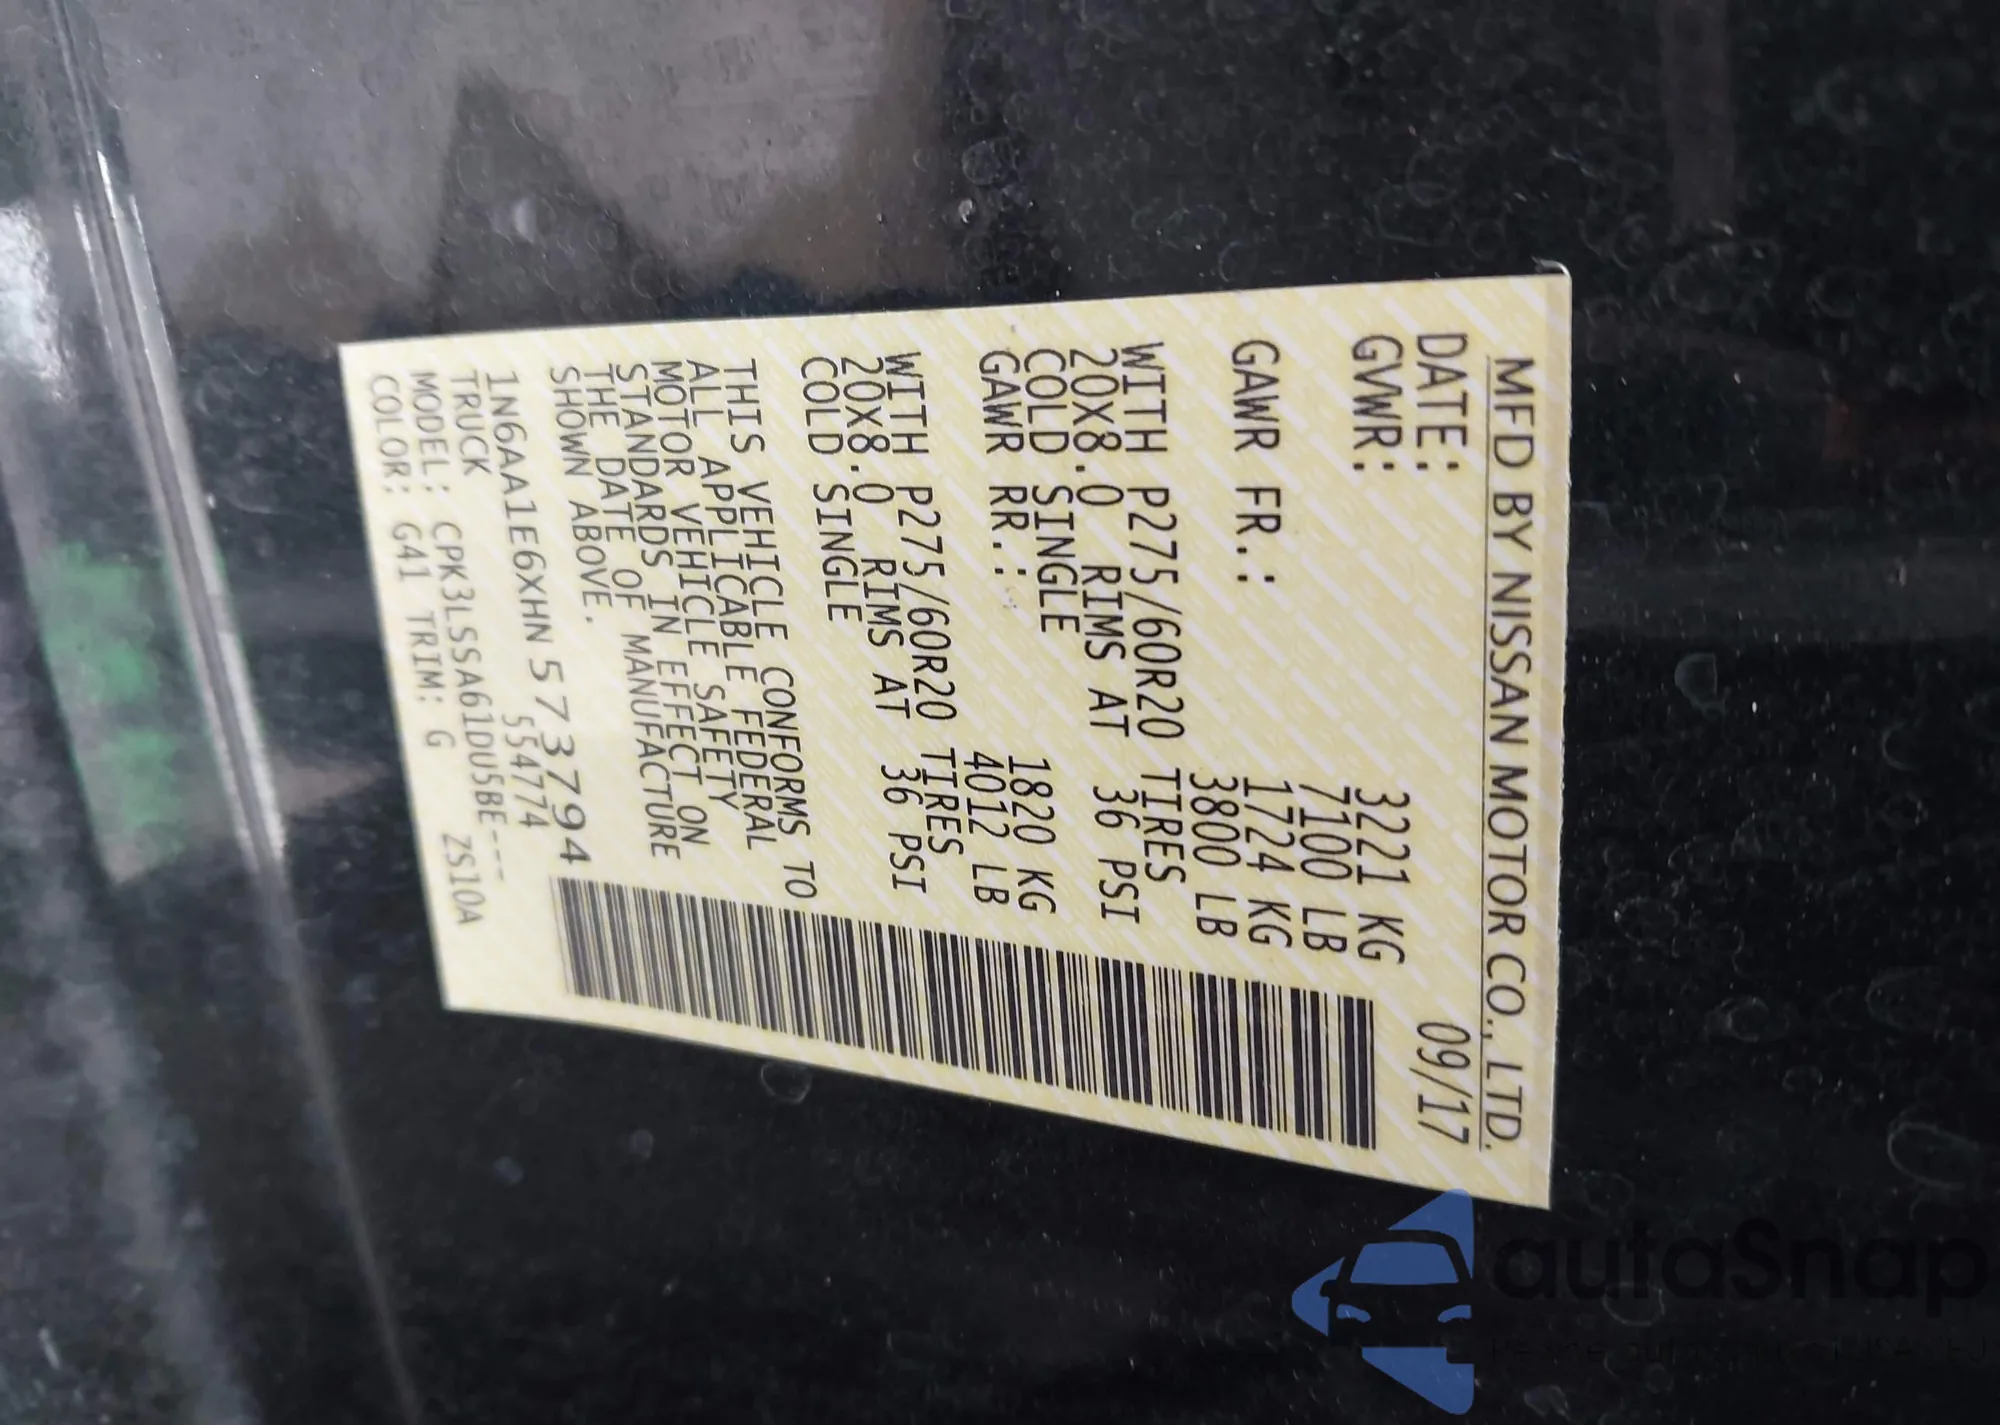 MFD BY NISSAN MOTOR CO., LTD.
DATE: 09/17
GVWR: 3221 KG
7100 LB
GAWR FR.: 1724 KG
3800 LB
WITH P275/60R20 TIRES
20X8.0 RIMS AT 36 PSI
COLD SINGLE
GAWR RR.: 1820 KG
4012 LB
WITH P275/60R20 TIRES
20X8.0 RIMS AT 36 PSI
COLD SINGLE
THIS VEHICLE CONFORMS TO
ALL APPLICABLE FEDERAL
MOTOR VEHICLE SAFETY
STANDARDS IN EFFECT ON
THE DATE OF MANUFACTURE
SHOWN ABOVE.
1N6AA1E6XHN573794
TRUCK 554774
MODEL: CPK3LSSA61DU5BE---
COLOR: G41 TRIM: G ZS10A
autoSnap